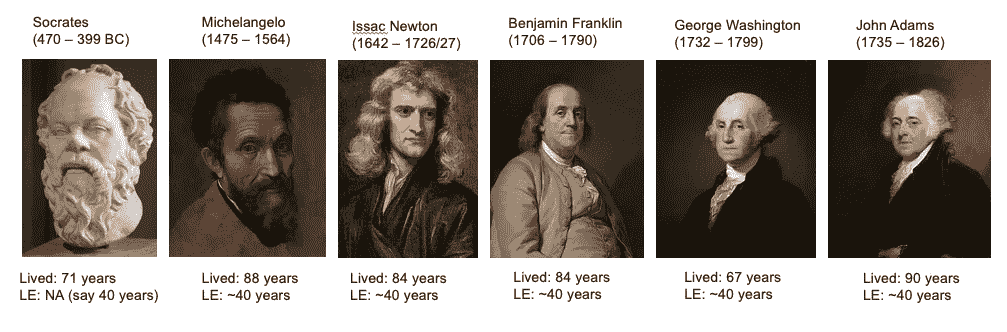 Socrates
(470 – 399 BC)
Michelangelo
(1475 – 1564)
Issac Newton
(1642 – 1726/27)
Benjamin Franklin
(1706 – 1790)
George Washington
(1732 – 1799)
John Adams
(1735 – 1826)
Lived: 71 years
LE: NA (say 40 years)
Lived: 88 years
LE: ~40 years
Lived: 84 years
LE: ~40 years
Lived: 84 years
LE: ~40 years
Lived: 67 years
LE: ~40 years
Lived: 90 years
LE: ~40 years